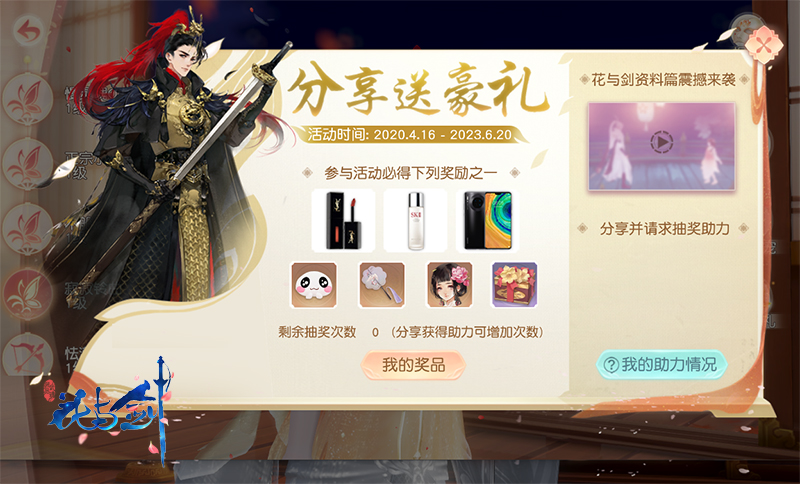 分享送豪礼
活动时间: 2020.4.16 - 2023.6.20
参与活动必得下列奖励之一
YSL
SK-II
剩余抽奖次数 0 (分享获得助力可增加次数)
我的奖品
花与剑资料篇震撼来袭
分享并请求抽奖助力
?我的助力情况
花与剑